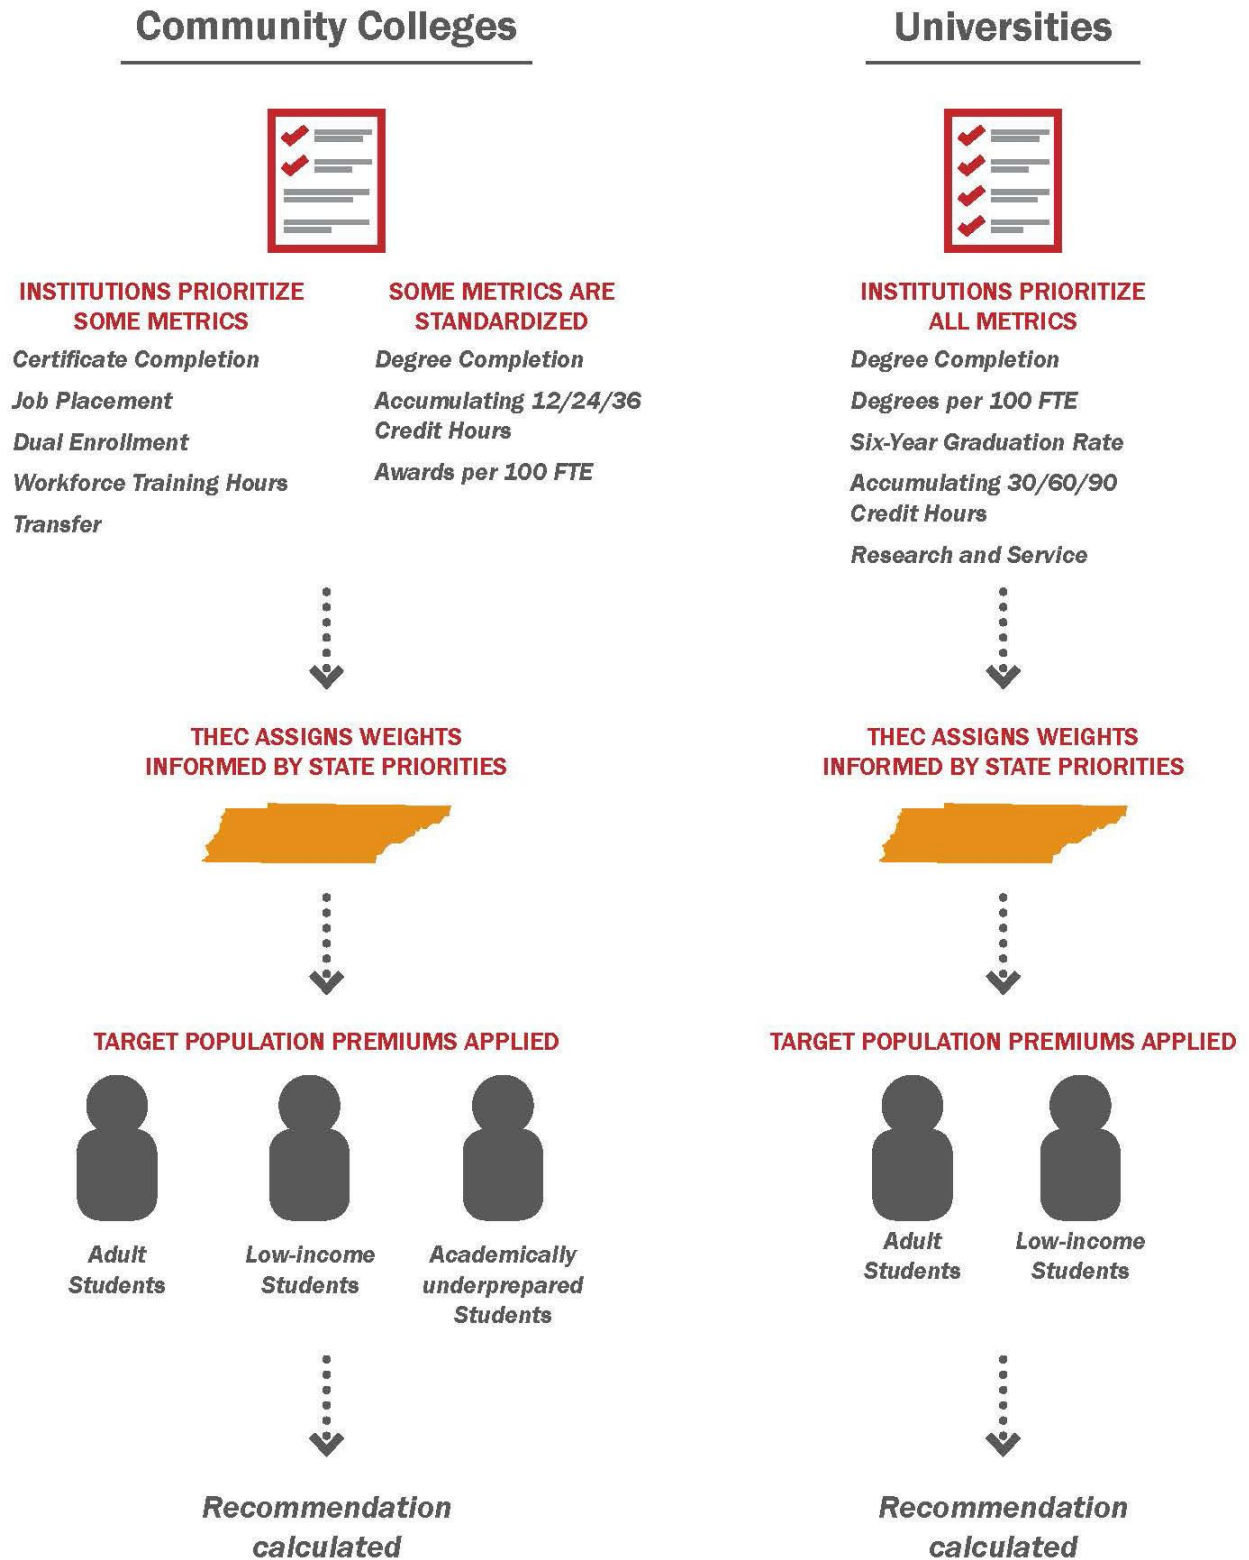 Community Colleges
INSTITUTIONS PRIORITIZE
SOME METRICS
Certificate Completion
Job Placement
Dual Enrollment
Workforce Training Hours
Transfer
SOME METRICS ARE
STANDARDIZED
Degree Completion
Accumulating 12/24/36
Credit Hours
Awards per 100 FTE
THEC ASSIGNS WEIGHTS
INFORMED BY STATE PRIORITIES
TARGET POPULATION PREMIUMS APPLIED
Adult
Students
Low-income
Students
Academically
underprepared
Students
Recommendation
calculated
Universities
INSTITUTIONS PRIORITIZE
ALL METRICS
Degree Completion
Degrees per 100 FTE
Six-Year Graduation Rate
Accumulating 30/60/90
Credit Hours
Research and Service
THEC ASSIGNS WEIGHTS
INFORMED BY STATE PRIORITIES
TARGET POPULATION PREMIUMS APPLIED
Adult
Students
Low-income
Students
Recommendation
calculated